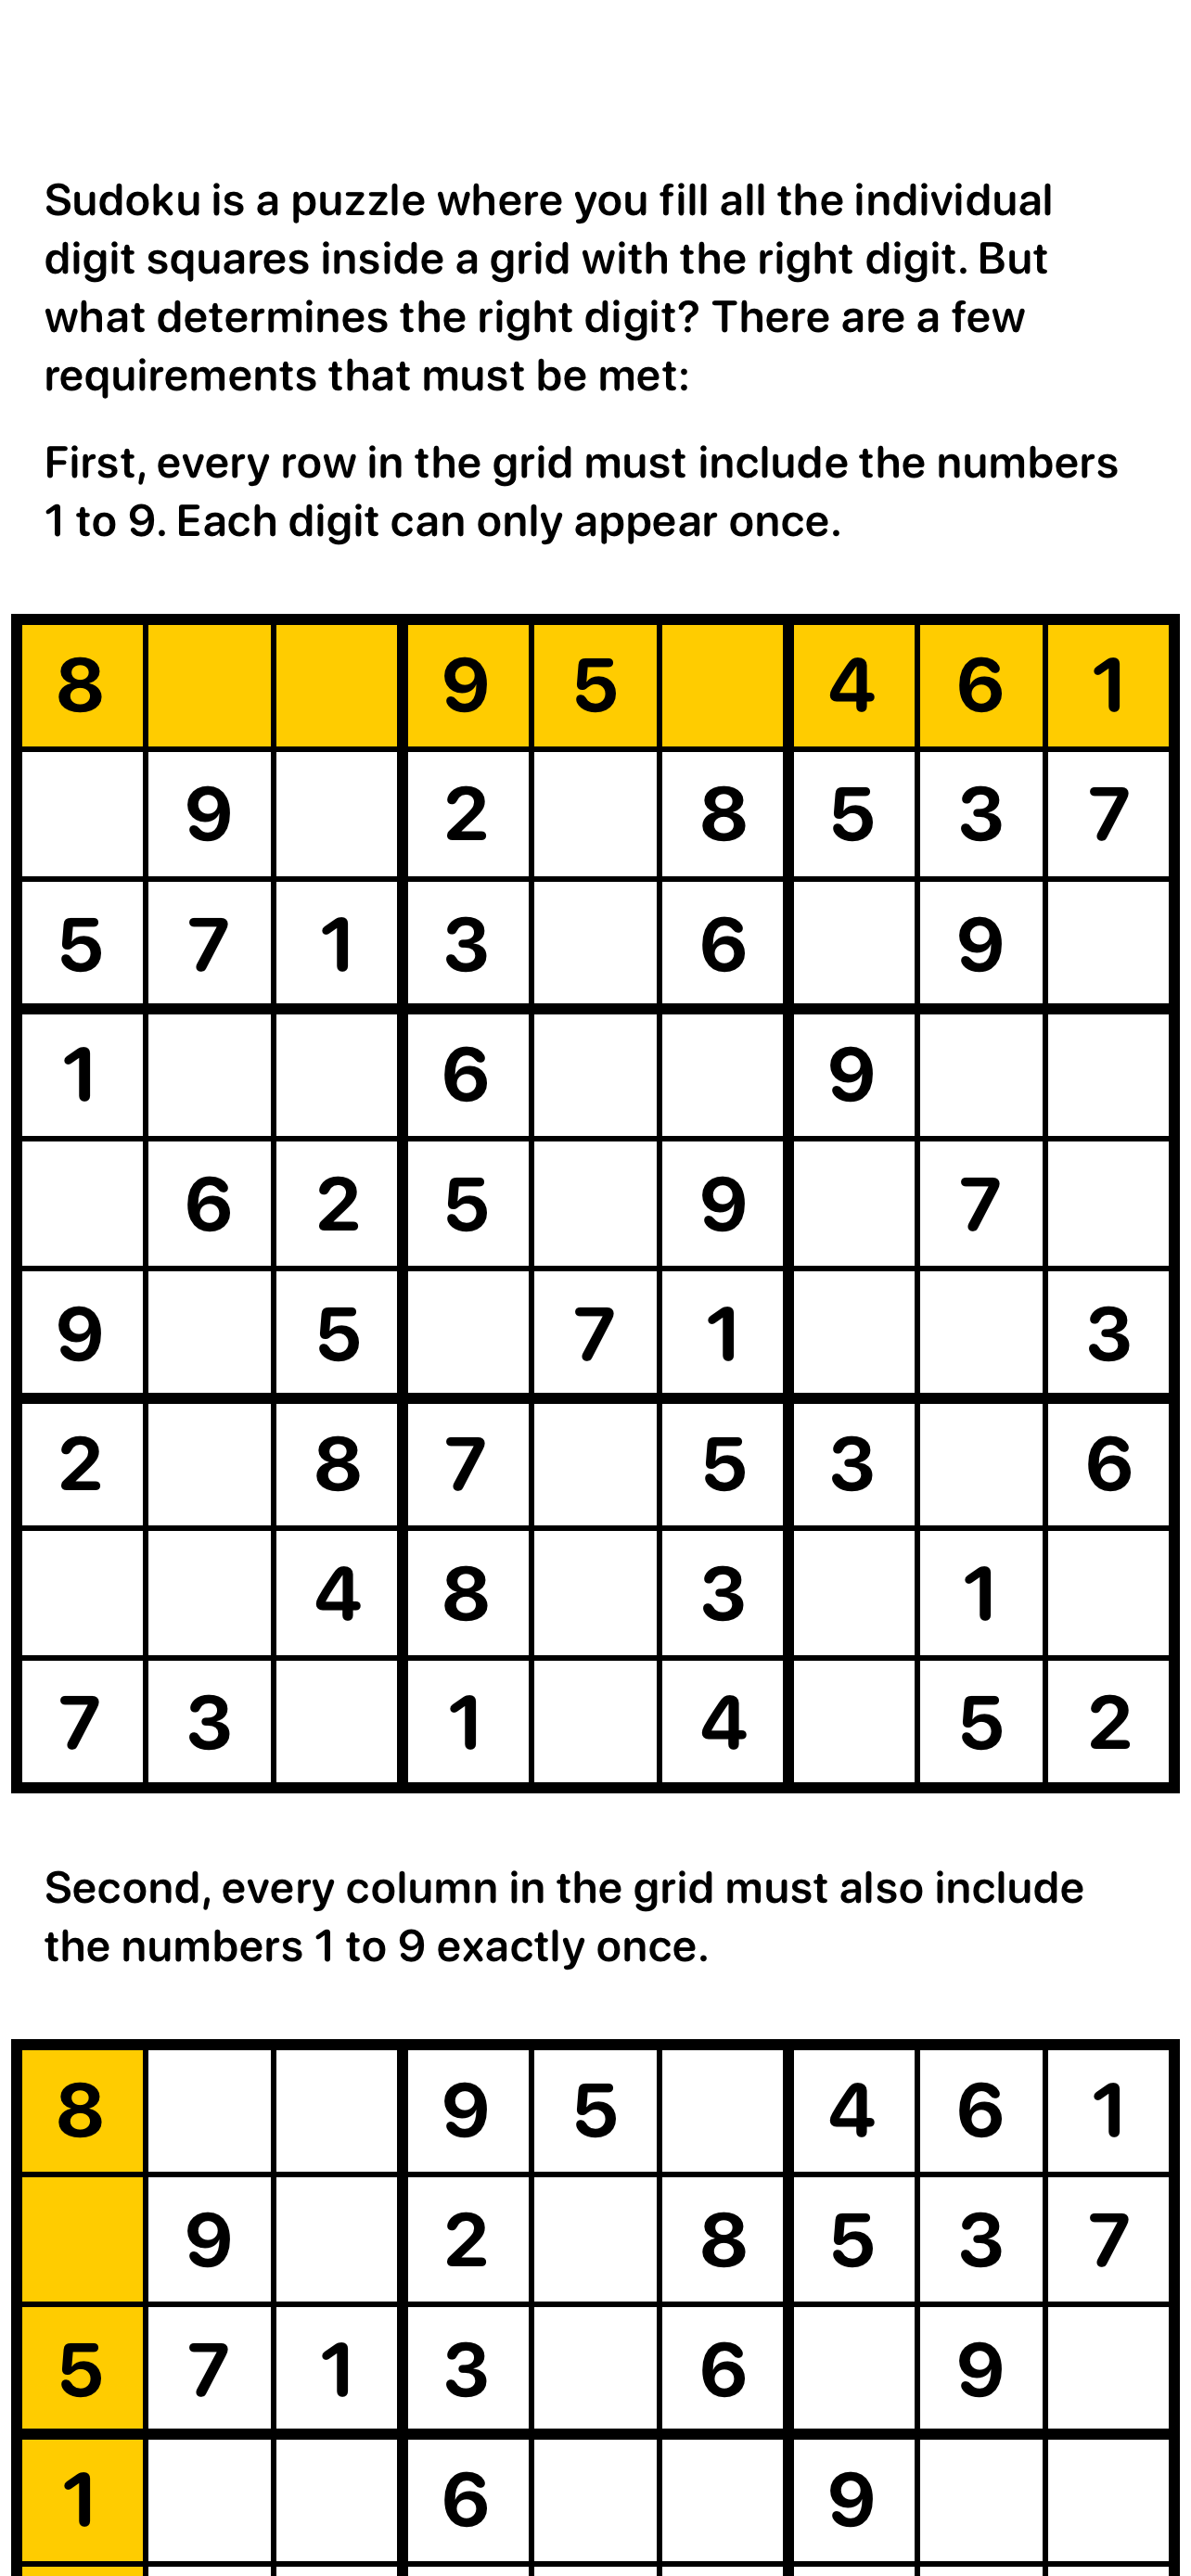 Sudoku is a puzzle where you fill all the individual
digit squares inside a grid with the right digit. But
what determines the right digit? There are a few
requirements that must be met:
First, every row in the grid must include the numbers
1 to 9. Each digit can only appear once.
8 9 5 4 6 1
9 2 8 5 3 7
5 7 1 3 6 9
1 6 9
6 2 5 9 7
9 5 7 1 3
2 8 7 5 3 6
4 8 3 1
7 3 1 4 5 2
Second, every column in the grid must also include
the numbers 1 to 9 exactly once.
8 9 5 4 6 1
9 2 8 5 3 7
5 7 1 3 6 9
1 6 9